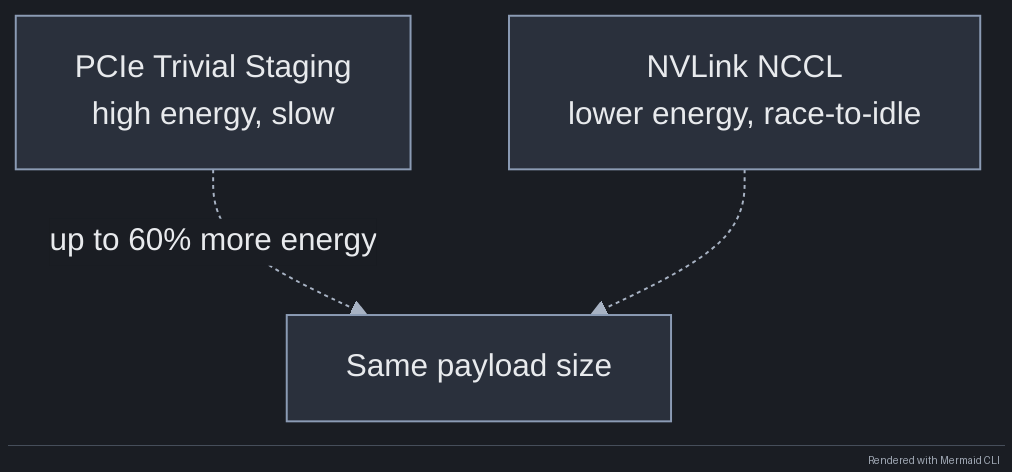 PCIe Trivial Staging
high energy, slow
NVLink NCCL
lower energy, race-to-idle
up to 60% more energy
Same payload size
Rendered with Mermaid CLI